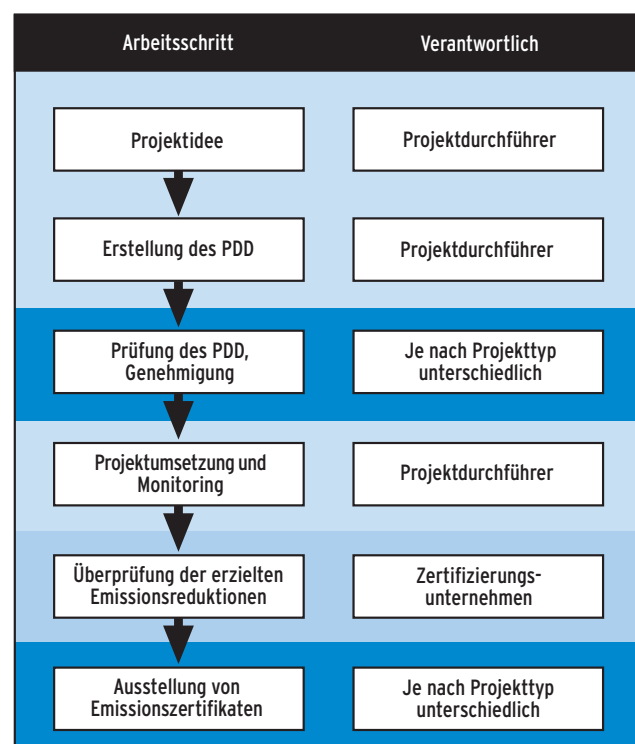 Arbeitsschritt Verantwortlich
Projektidee Projektdurchführer
Erstellung des PDD Projektdurchführer
Prüfung des PDD, Je nach Projekttyp
Genehmigung unterschiedlich
Projektumsetzung und Projektdurchführer
Monitoring
Überprüfung der erzielten Zertifizierungs-
Emissionsreduktionen unternehmen
Ausstellung von Je nach Projekttyp
Emissionszertifikaten unterschiedlich